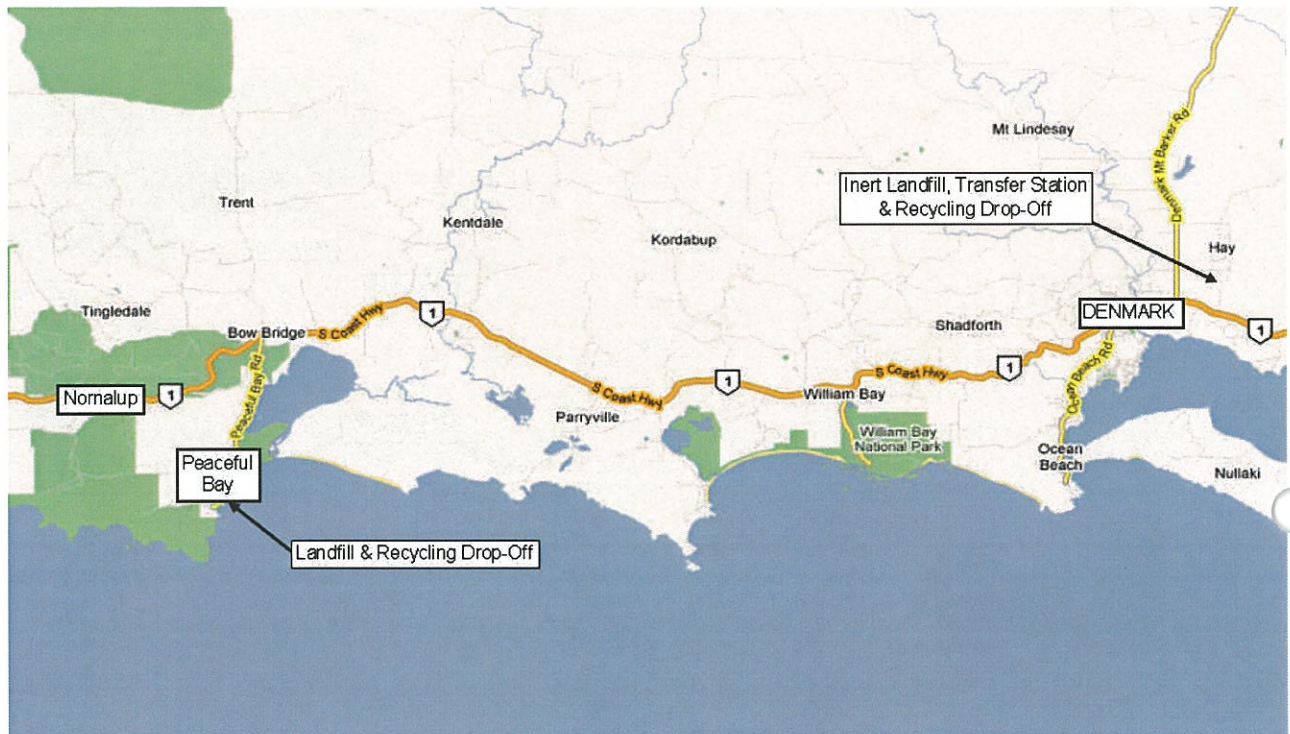 Mt Lindesay
Denmark Mt Barker Rd
Inert Landfill, Transfer Station
& Recycling Drop-Off
Trent
Kentdale
Kordabup
Hay
Tingledale
Bow Bridge
S Coast Hwy
1
Shadforth
DENMARK
1
Nornalup
1
Peaceful Bay Rd
S Coast Hwy
1
S Coast Hwy
1
Ocean Beach Rd
Parryville
William Bay
William Bay
National Park
Ocean
Beach
Nullaki
Peaceful
Bay
Landfill & Recycling Drop-Off